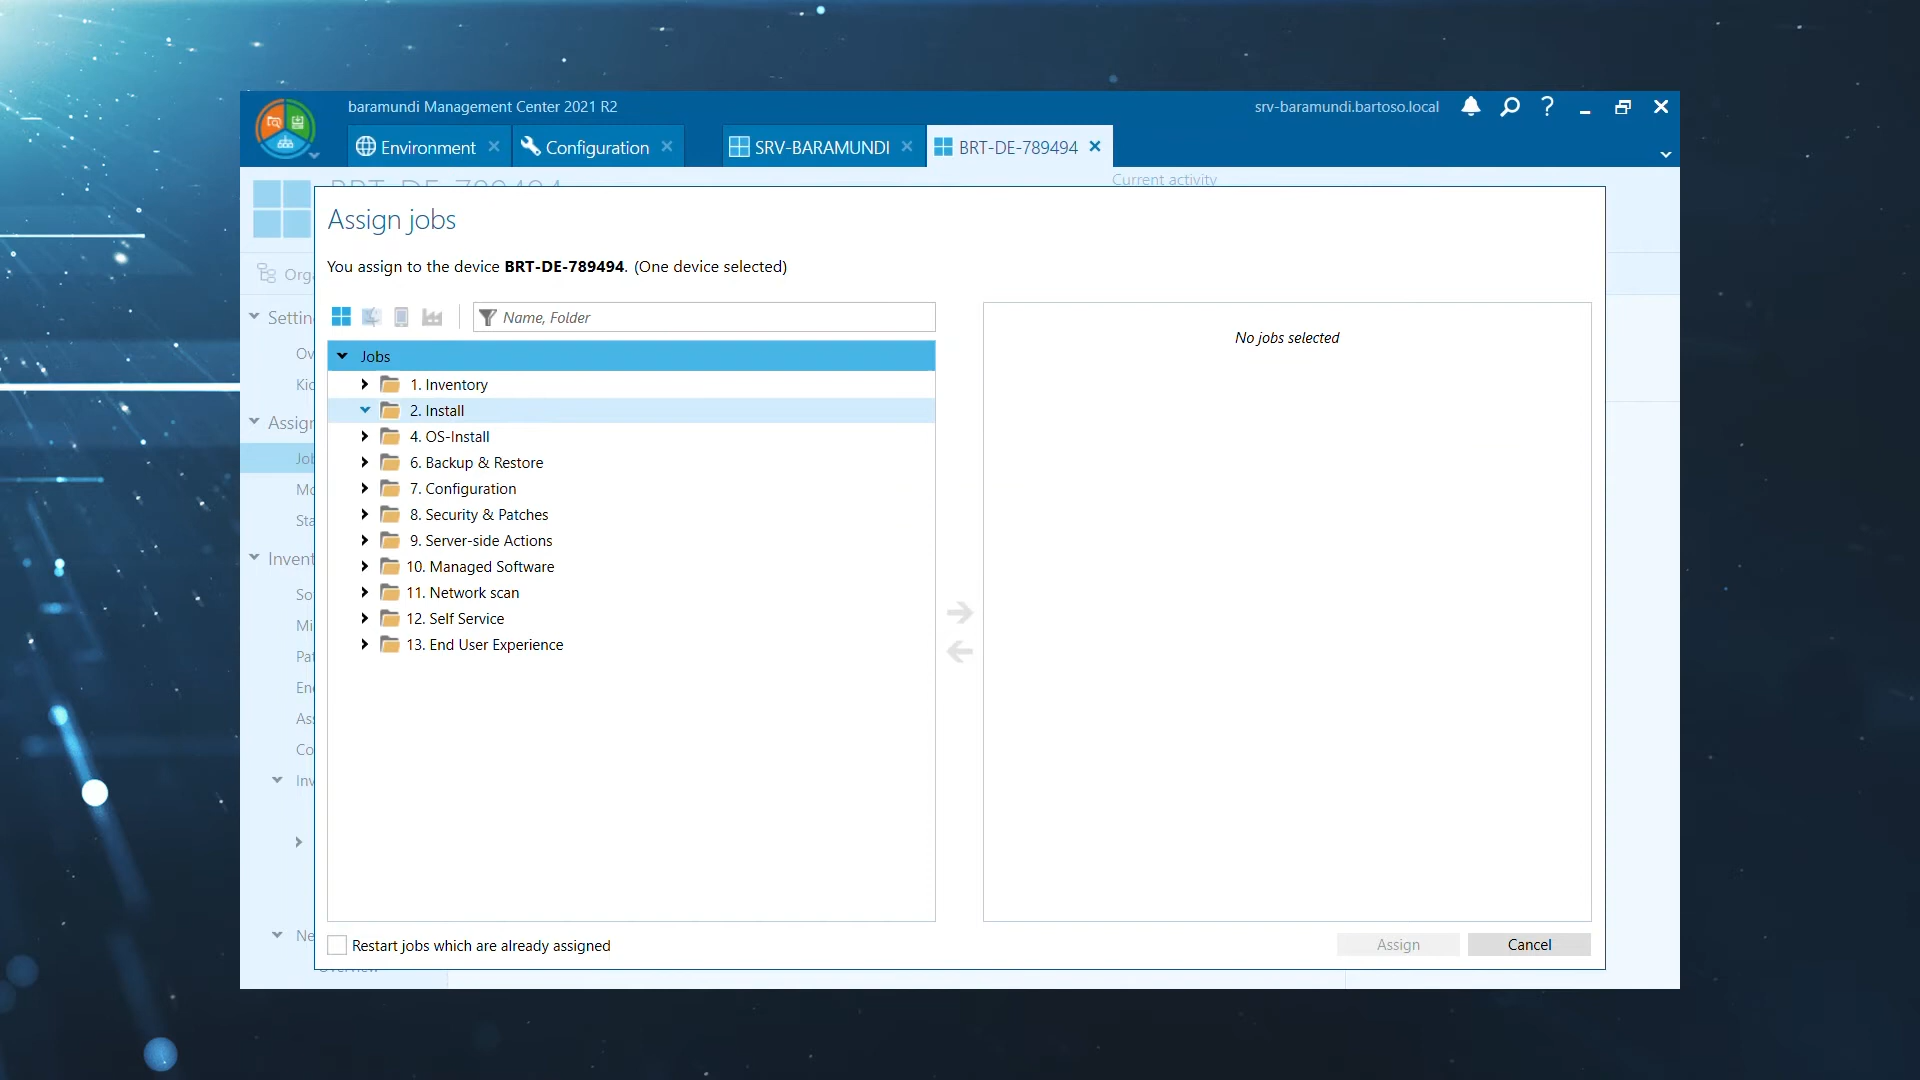 baramundi Management Center 2021 R2
srv-baramundi.bartoso.local
Environment
Configuration
SRV-BARAMUNDI
BRT-DE-789494
BRT-DE-789494
Current activity
Assign jobs
You assign to the device BRT-DE-789494. (One device selected)
Name, Folder
No jobs selected
Jobs
1. Inventory
2. Install
4. OS-Install
6. Backup & Restore
7. Configuration
8. Security & Patches
9. Server-side Actions
10. Managed Software
11. Network scan
12. Self Service
13. End User Experience
Restart jobs which are already assigned
Assign
Cancel